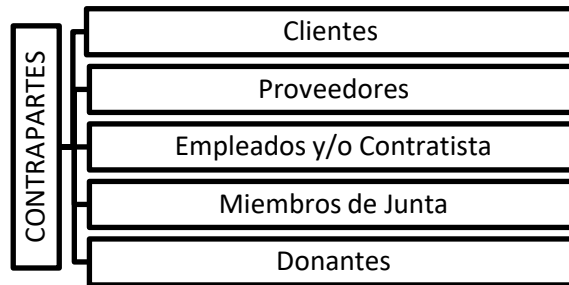 CONTRAPARTES
Clientes
Proveedores
Empleados y/o Contratista
Miembros de Junta
Donantes